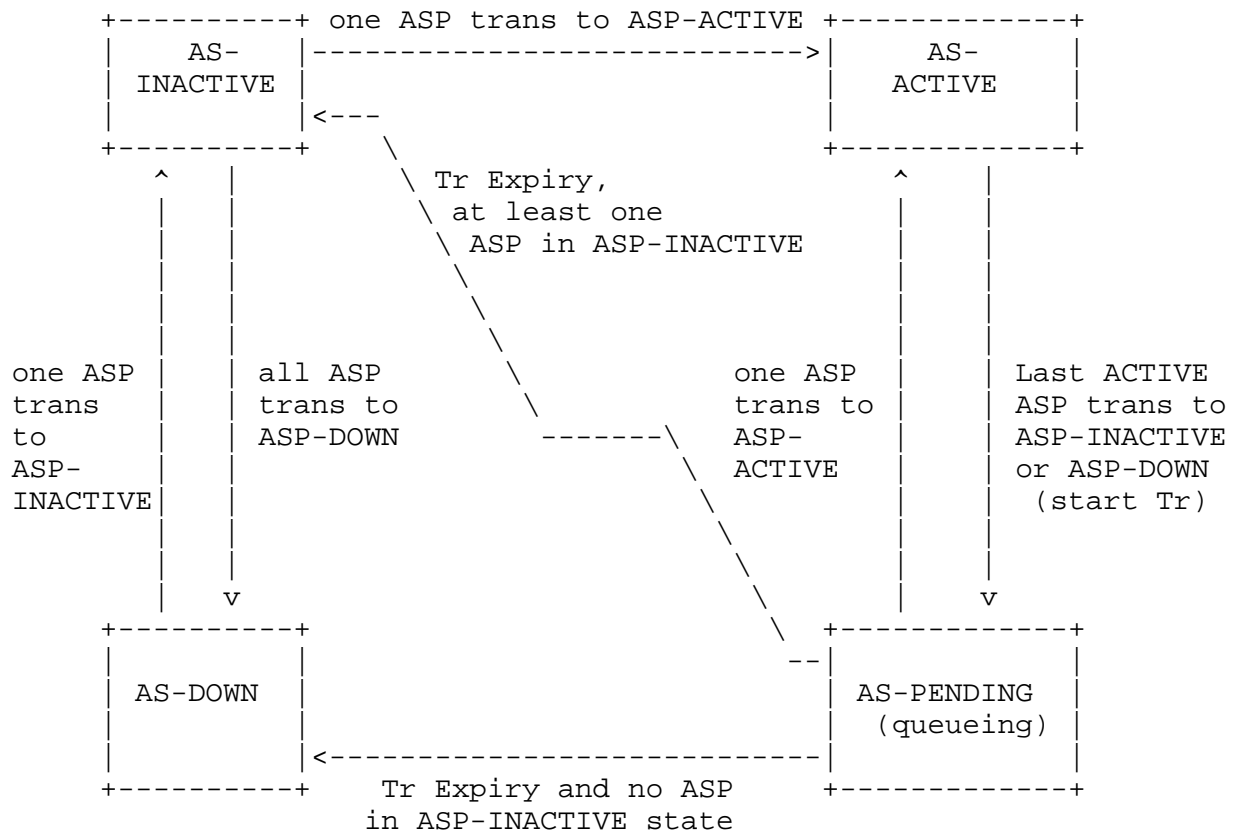 one ASP trans to ASP-ACTIVE
AS-
INACTIVE
AS-
ACTIVE
Tr Expiry,
at least one
ASP in ASP-INACTIVE
one ASP
trans
to
ASP-
INACTIVE
all ASP
trans to
ASP-DOWN
one ASP
trans to
ASP-
ACTIVE
Last ACTIVE
ASP trans to
ASP-INACTIVE
or ASP-DOWN
(start Tr)
AS-DOWN
AS-PENDING
(queueing)
Tr Expiry and no ASP
in ASP-INACTIVE state